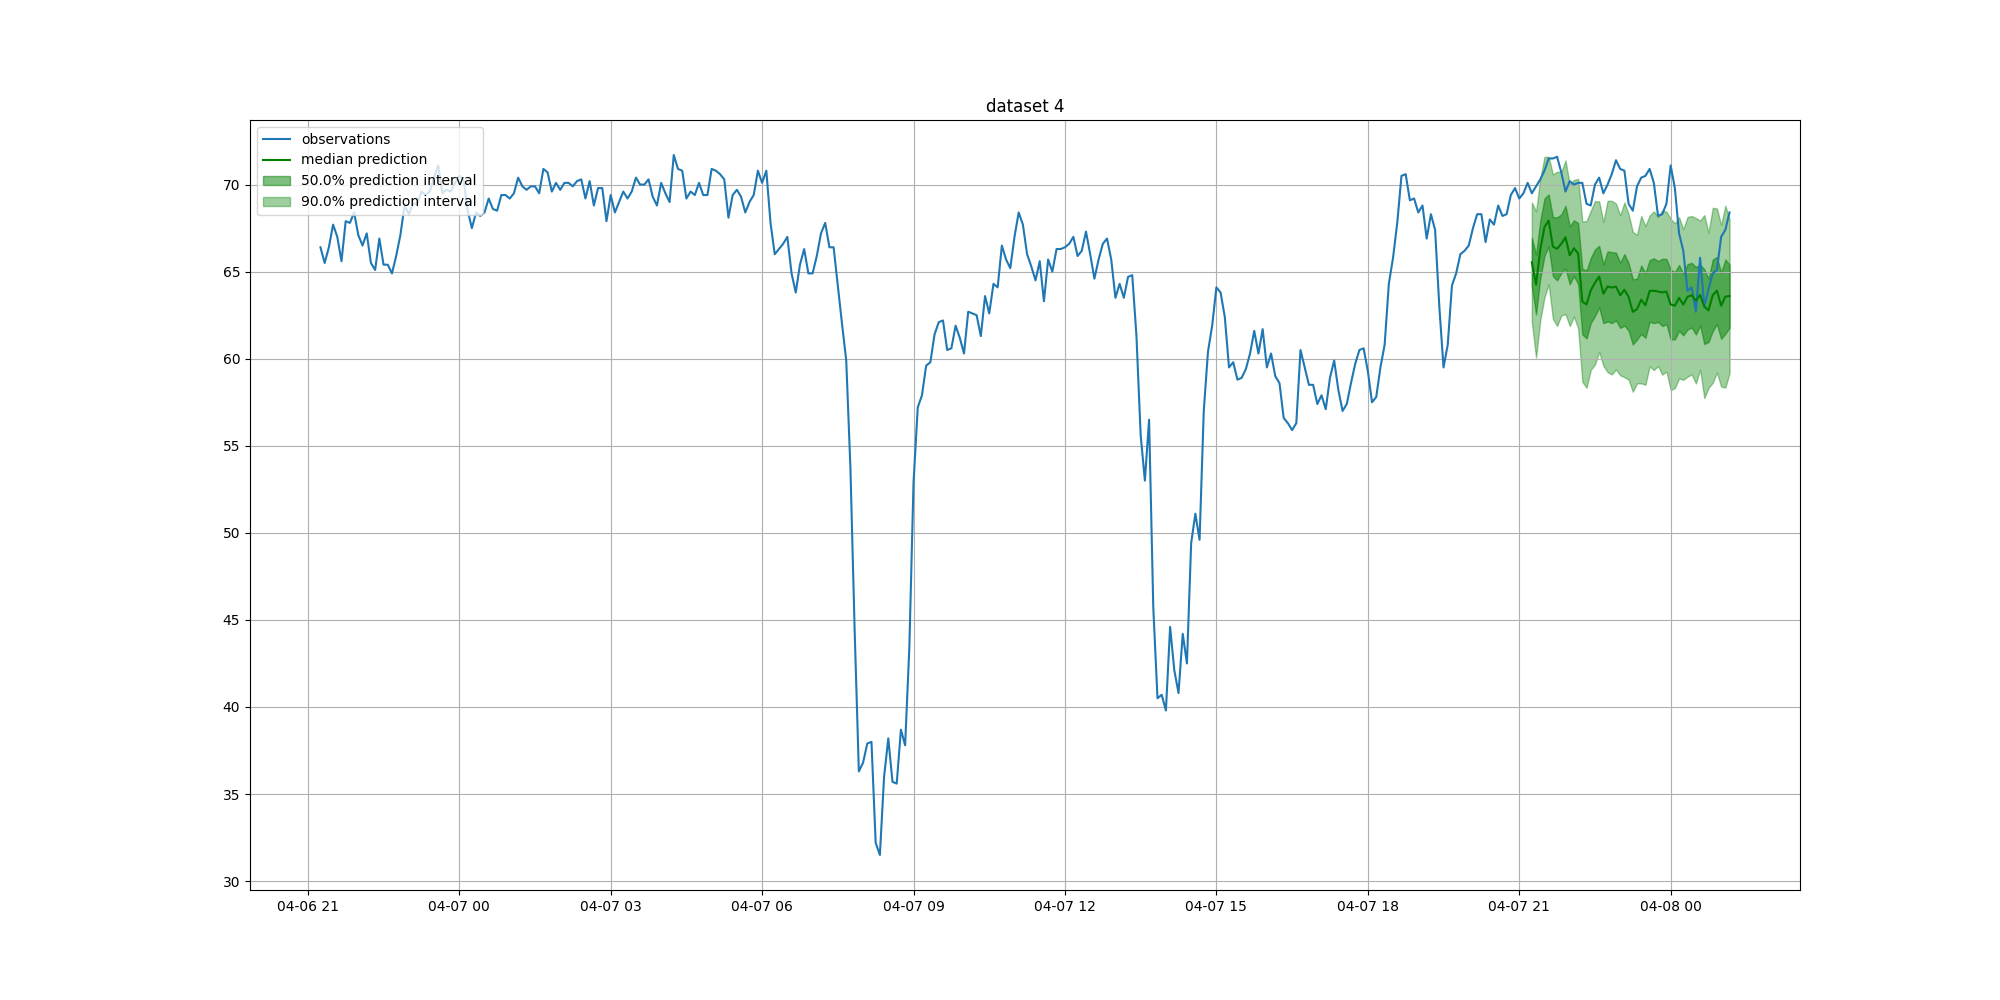 dataset 4
observations
median prediction
50.0% prediction interval
90.0% prediction interval
70
65
60
55
50
45
40
35
30
04-06 21 04-07 00 04-07 03 04-07 06 04-07 09 04-07 12 04-07 15 04-07 18 04-07 21 04-08 00